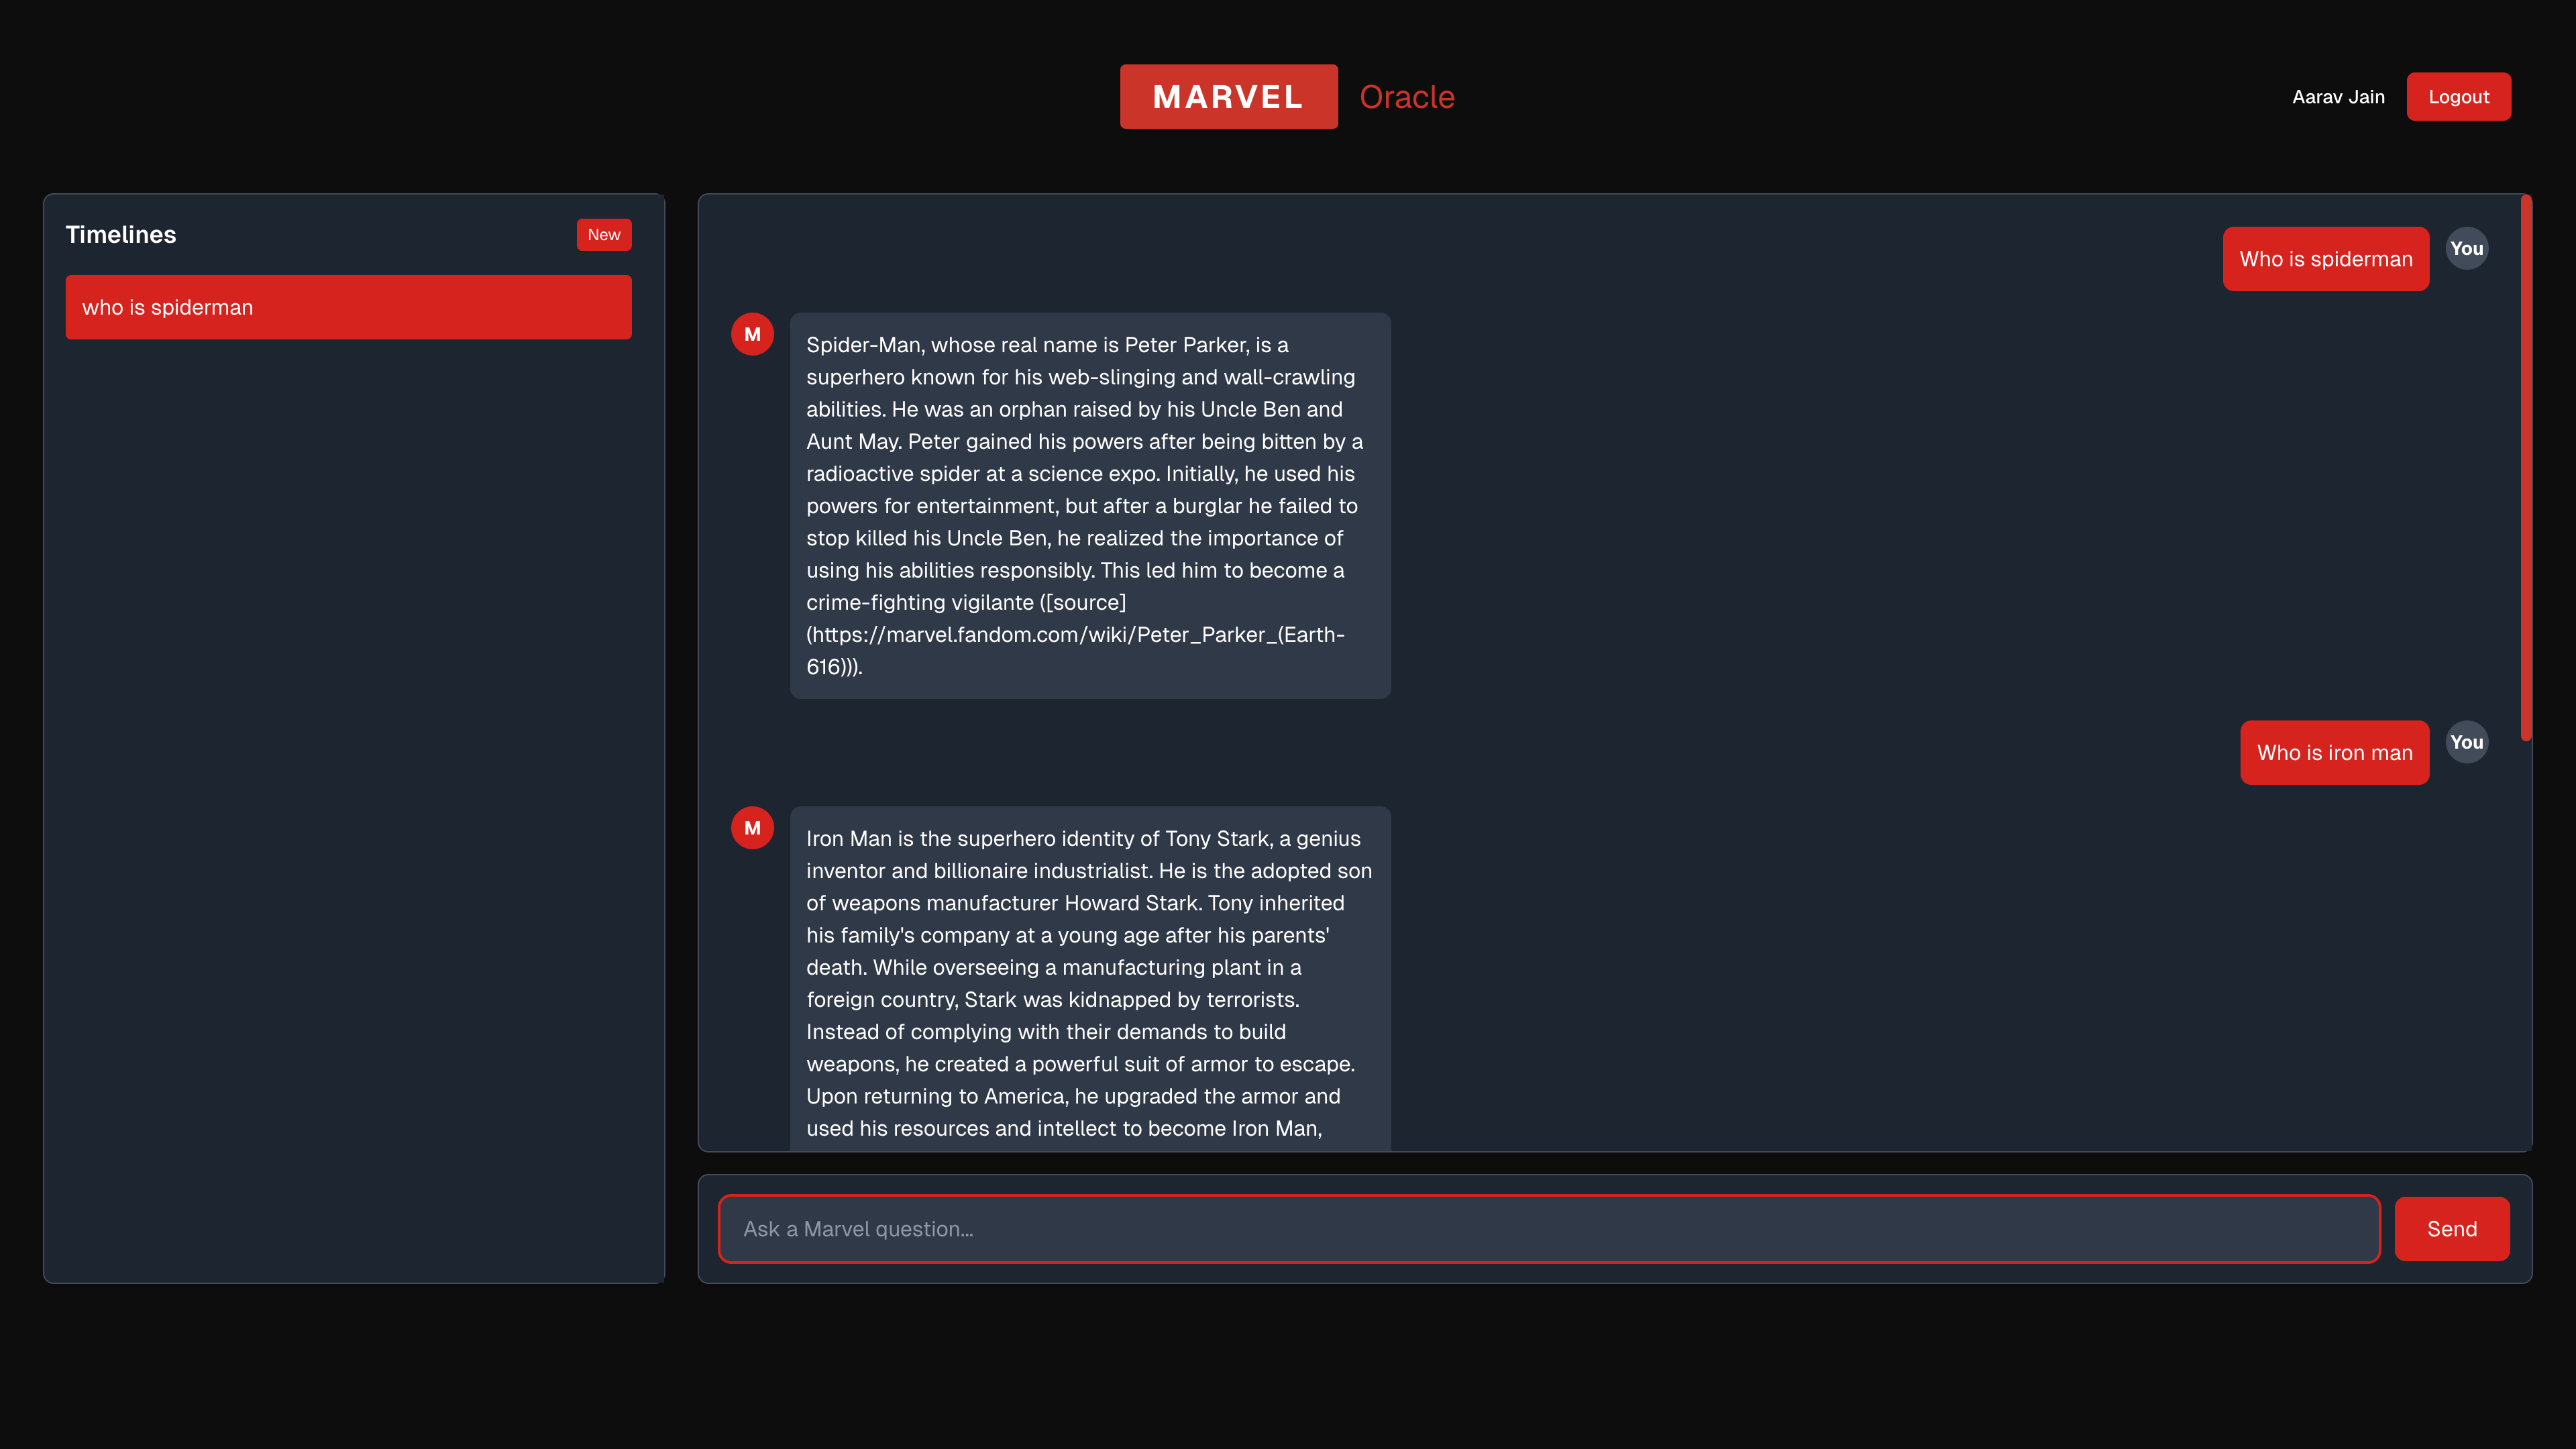 MARVEL Oracle
Aarav Jain
Logout
Timelines
New
who is spiderman
Who is spiderman
You
M
Spider-Man, whose real name is Peter Parker, is a
superhero known for his web-slinging and wall-crawling
abilities. He was an orphan raised by his Uncle Ben and
Aunt May. Peter gained his powers after being bitten by a
radioactive spider at a science expo. Initially, he used his
powers for entertainment, but after a burglar he failed to
stop killed his Uncle Ben, he realized the importance of
using his abilities responsibly. This led him to become a
crime-fighting vigilante ([source]
(https://marvel.fandom.com/wiki/Peter_Parker_(Earth-
616))).
Who is iron man
You
M
Iron Man is the superhero identity of Tony Stark, a genius
inventor and billionaire industrialist. He is the adopted son
of weapons manufacturer Howard Stark. Tony inherited
his family's company at a young age after his parents'
death. While overseeing a manufacturing plant in a
foreign country, Stark was kidnapped by terrorists.
Instead of complying with their demands to build
weapons, he created a powerful suit of armor to escape.
Upon returning to America, he upgraded the armor and
used his resources and intellect to become Iron Man,
Ask a Marvel question...
Send